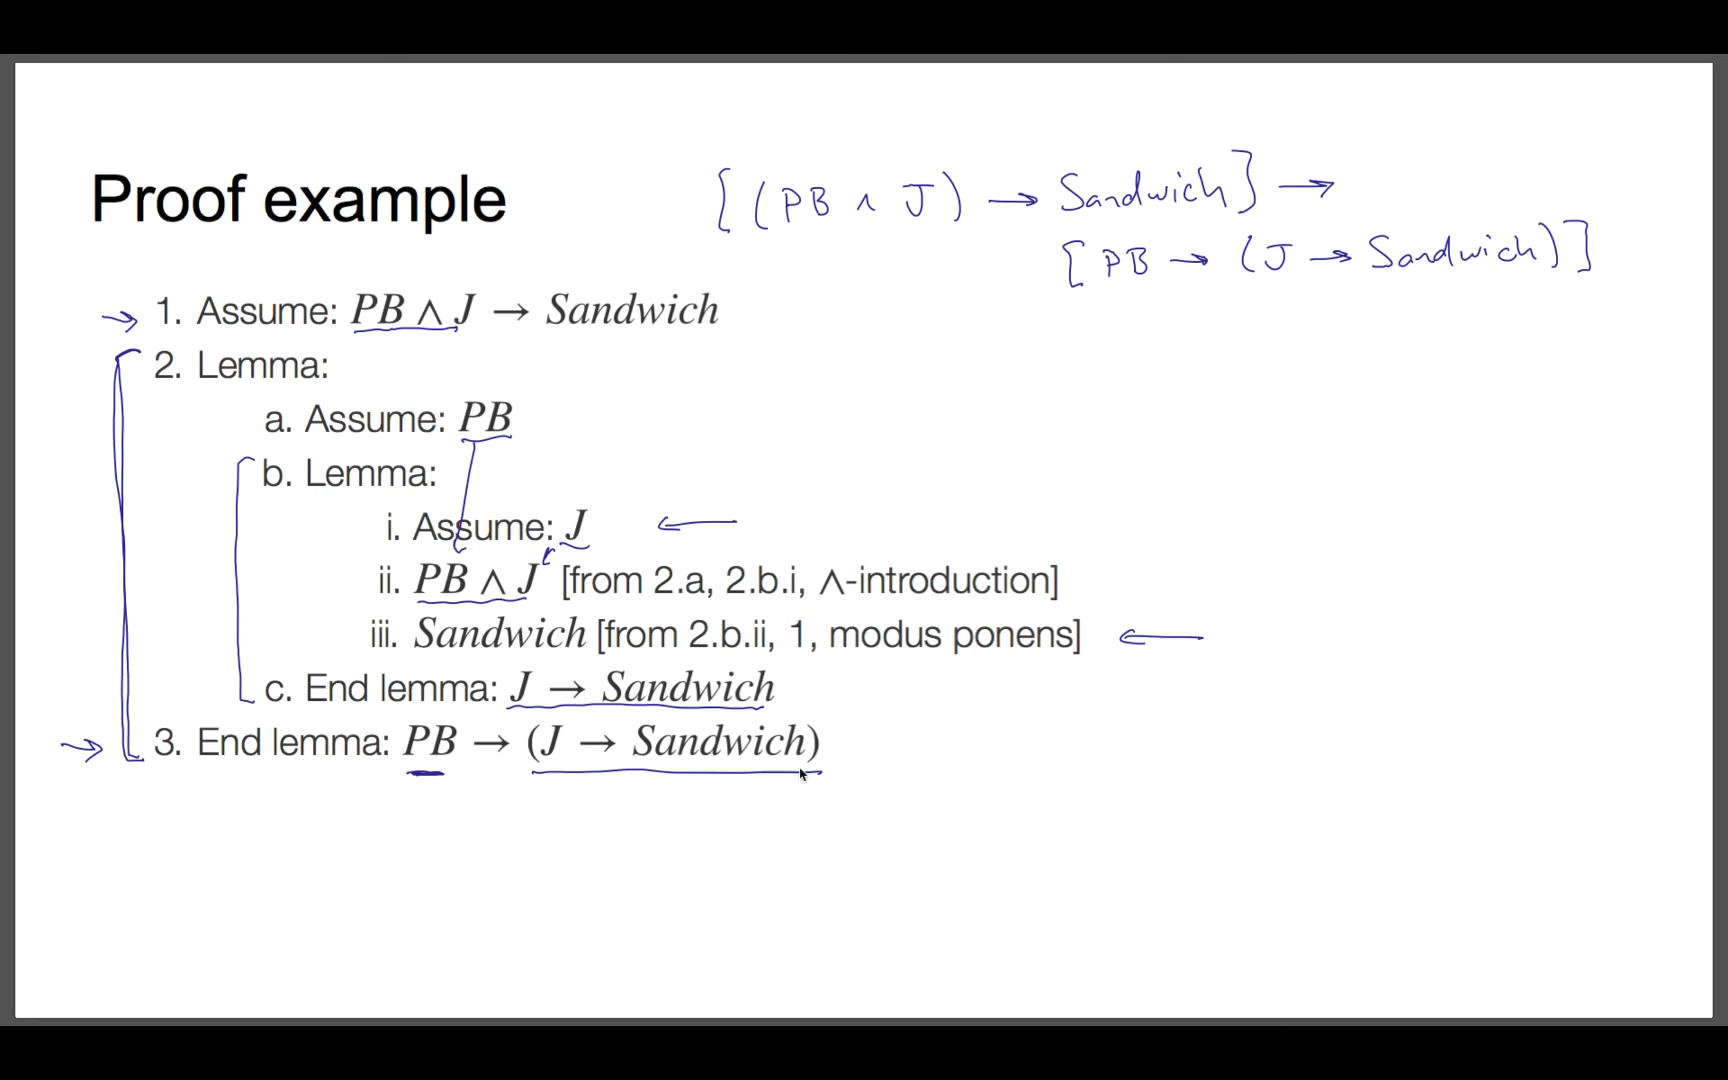 Proof example
[(PB ∧ J) → Sandwich] →
[PB → (J → Sandwich)]
1. Assume: PB ∧ J → Sandwich
2. Lemma:
a. Assume: PB
b. Lemma:
i. Assume: J
ii. PB ∧ J [from 2.a, 2.b.i, ∧-introduction]
iii. Sandwich [from 2.b.ii, 1, modus ponens]
c. End lemma: J → Sandwich
3. End lemma: PB → (J → Sandwich)